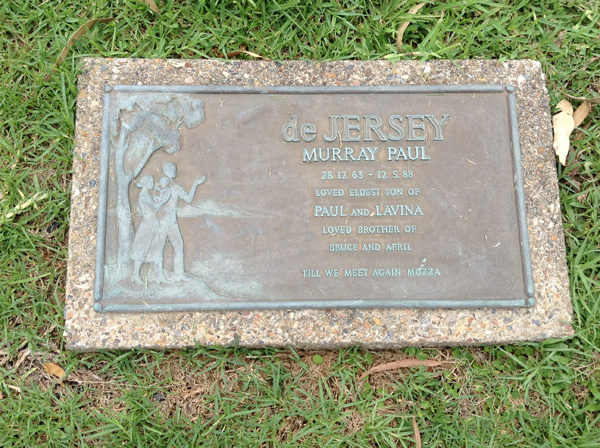 de JERSEY
MURRAY PAUL
28.12.63 - 12.5.88
LOVED ELDEST SON OF
PAUL AND LAVINA
LOVED BROTHER OF
BRUCE AND APRIL
TILL WE MEET AGAIN MUZZA